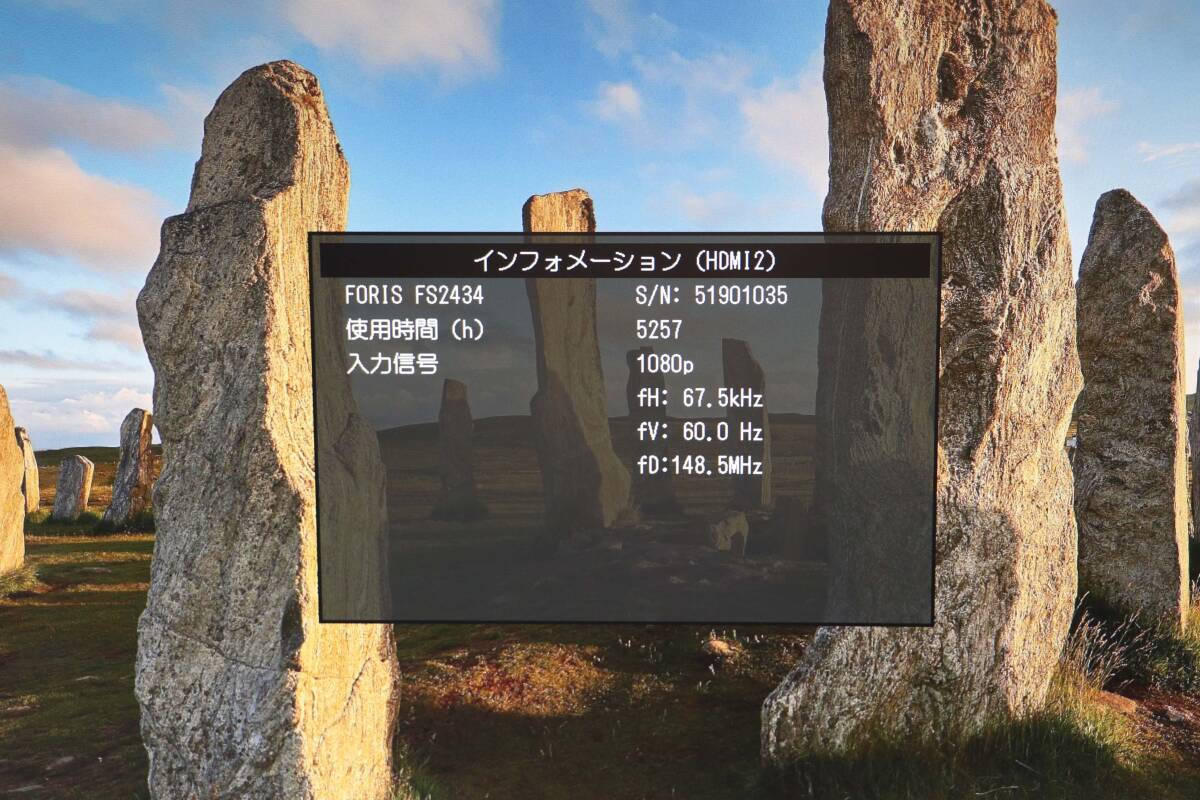 インフォメーション (HDMI2)
FORIS FS2434 S/N: 51901035
使用時間 (h) 5257
入力信号 1080p
fH: 67.5kHz
fV: 60.0 Hz
fD:148.5MHz